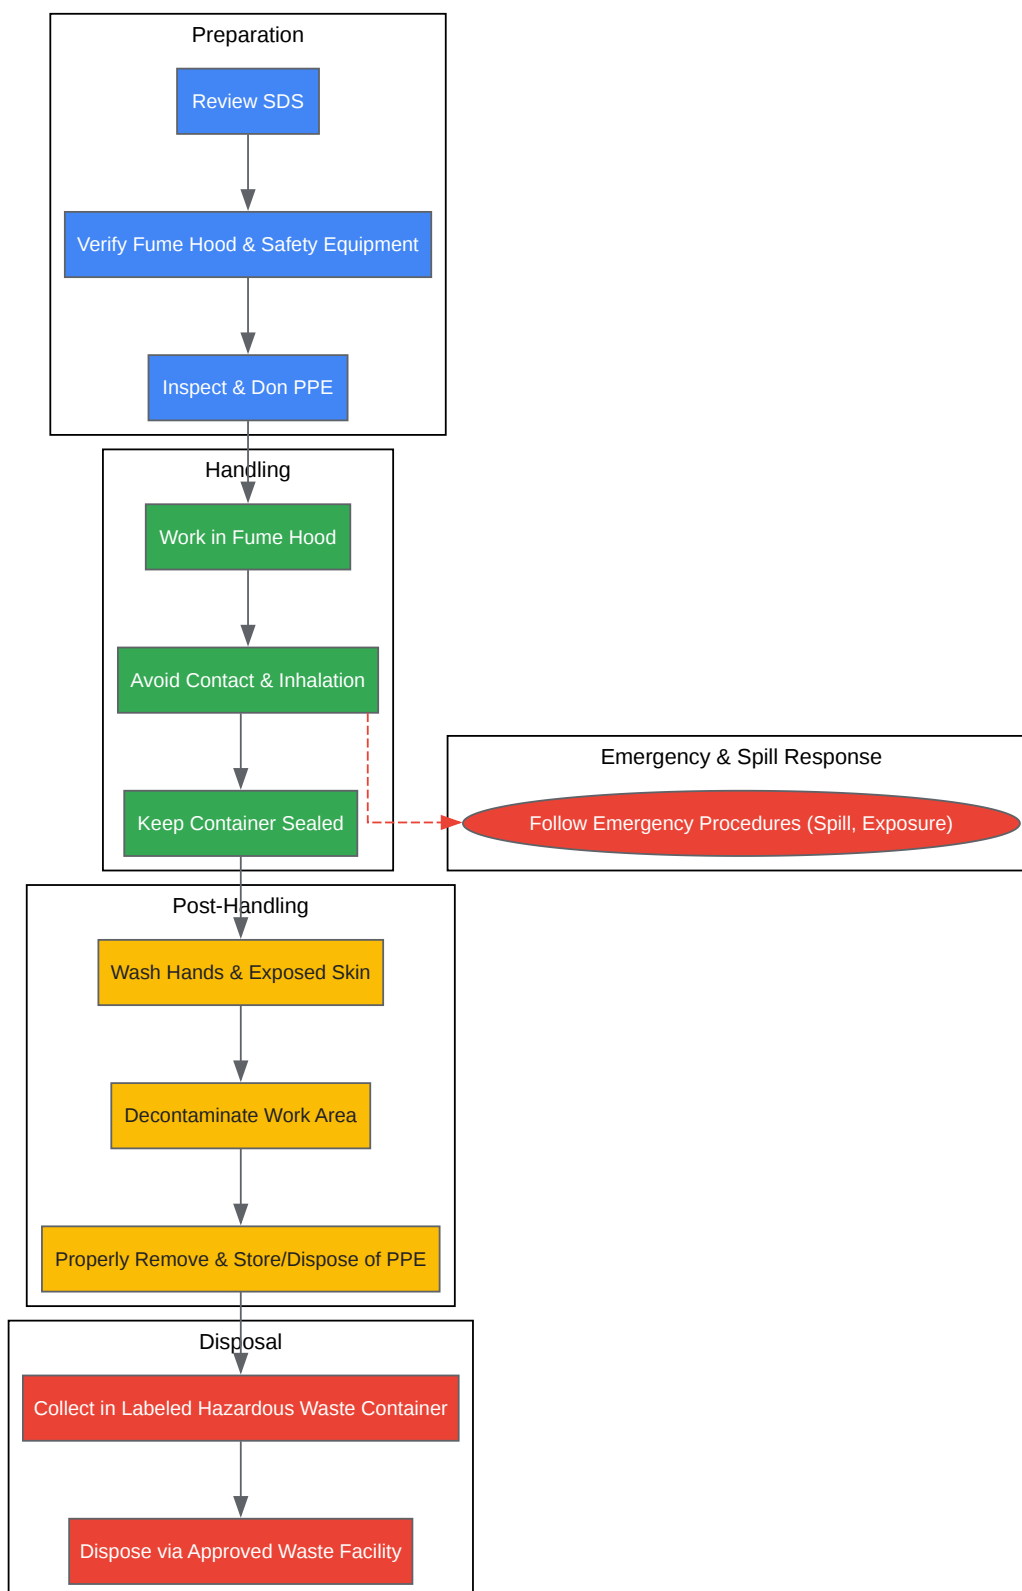 Preparation
Review SDS
Verify Fume Hood & Safety Equipment
Inspect & Don PPE
Handling
Work in Fume Hood
Avoid Contact & Inhalation
Keep Container Sealed
Emergency & Spill Response
Follow Emergency Procedures (Spill, Exposure)
Post-Handling
Wash Hands & Exposed Skin
Decontaminate Work Area
Properly Remove & Store/Dispose of PPE
Disposal
Collect in Labeled Hazardous Waste Container
Dispose via Approved Waste Facility